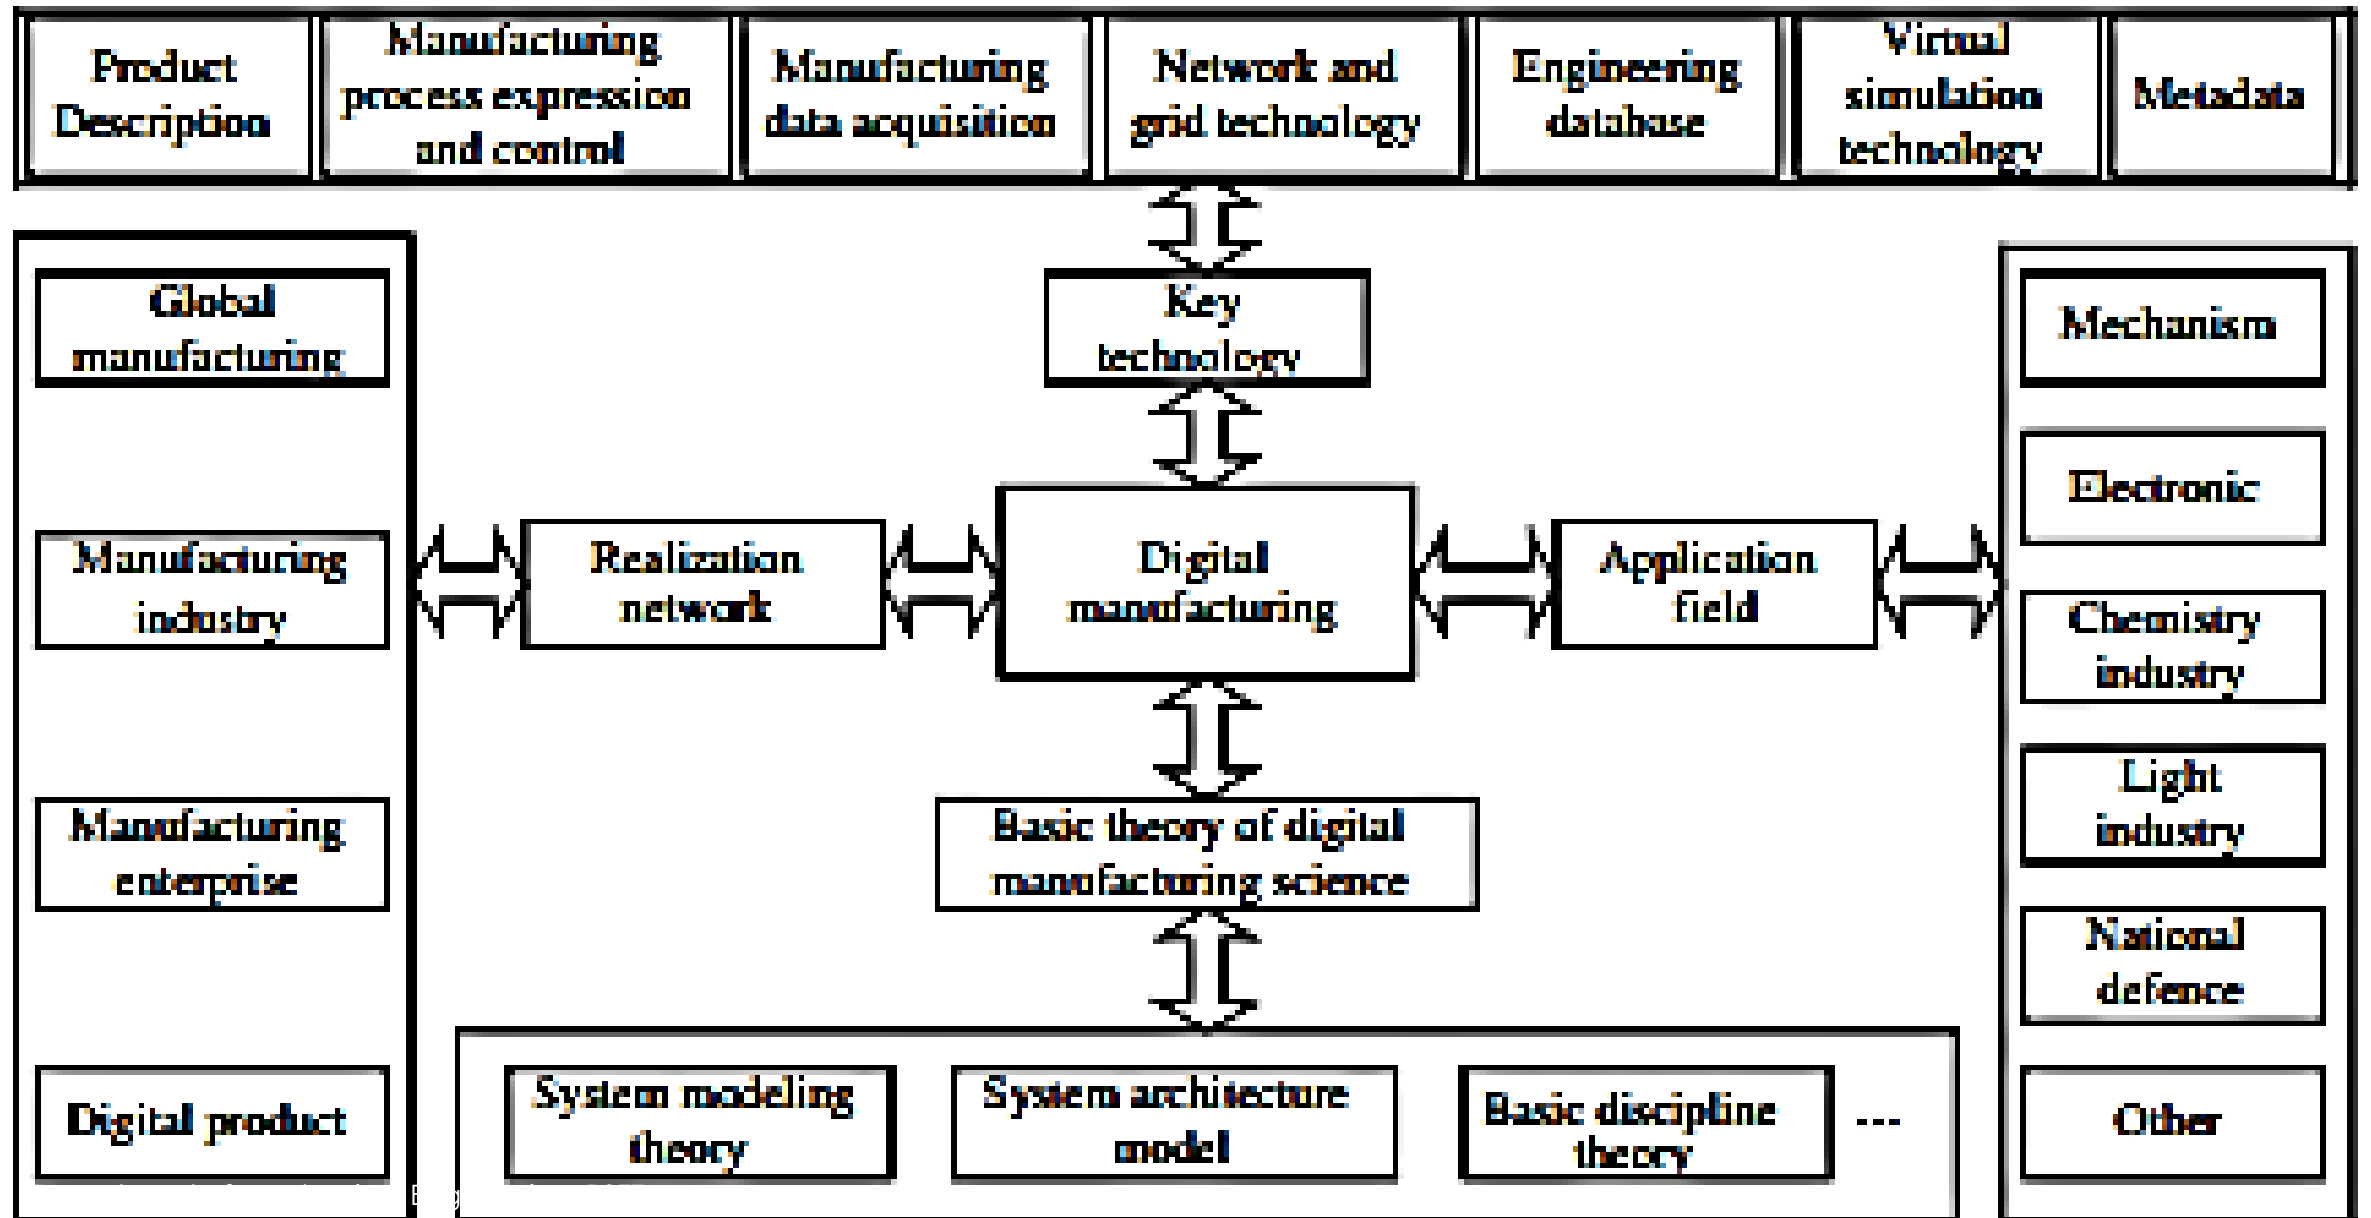 Product
Description
Manufacturing
process expression
and control
Manufacturing
data acquisition
Network and
grid technology
Engineering
database
Virtual
simulation
technology
Metadata
Key
technology
Global
manufacturing
Manufacturing
industry
Manufacturing
enterprise
Digital product
Realization
network
Digital
manufacturing
Application
field
Mechanism
Electronic
Chemistry
industry
Light
industry
National
defence
Other
Basic theory of digital
manufacturing science
System modeling
theory
System architecture
model
Basic discipline
theory
...